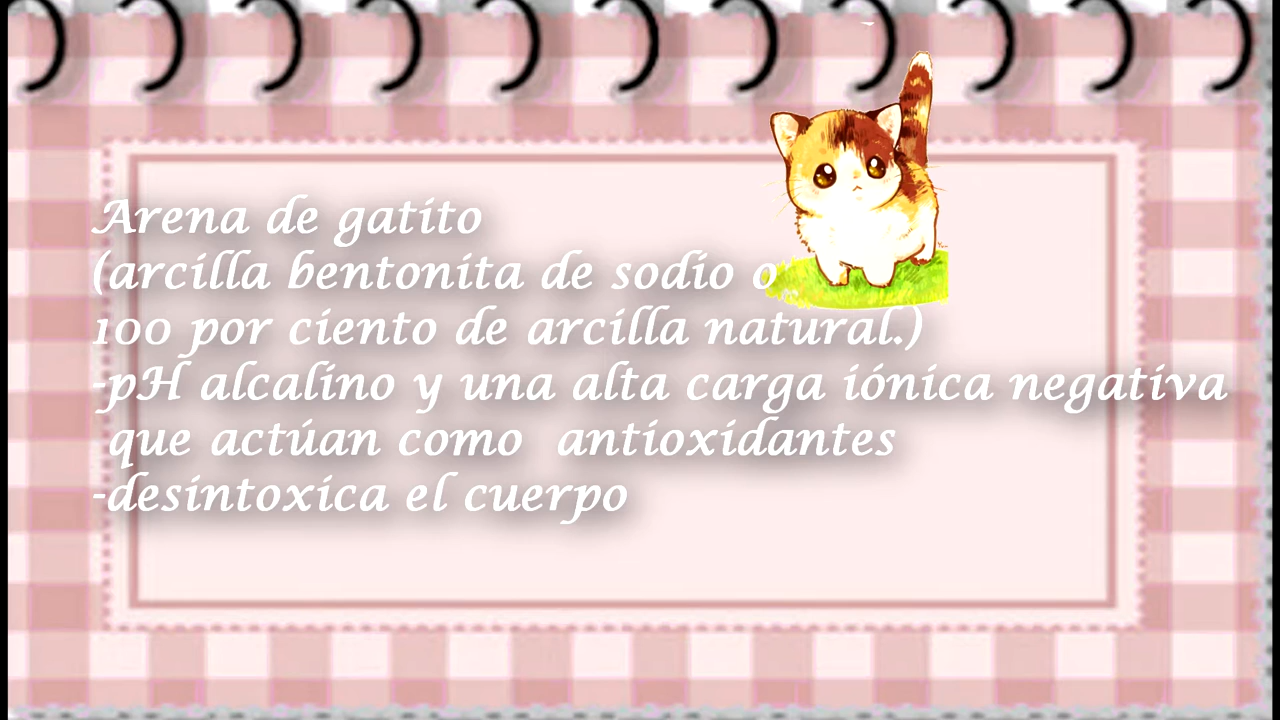 Arena de gatito
(arcilla bentonita de sodio o
100 por ciento de arcilla natural.)
-pH alcalino y una alta carga iónica negativa
que actúan como antioxidantes
-desintoxica el cuerpo